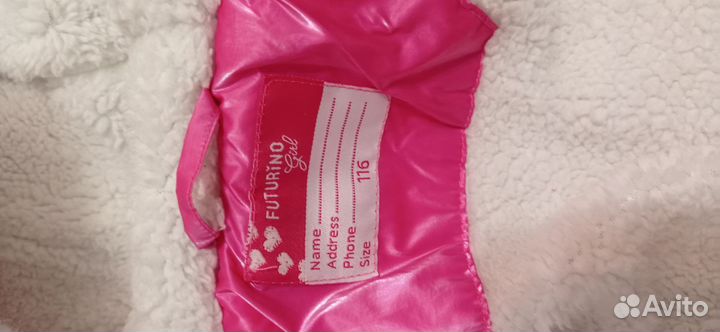 FUTURINO
Girl
Name ..........................
Address ......................
Phone ........................
Size 116
Avito